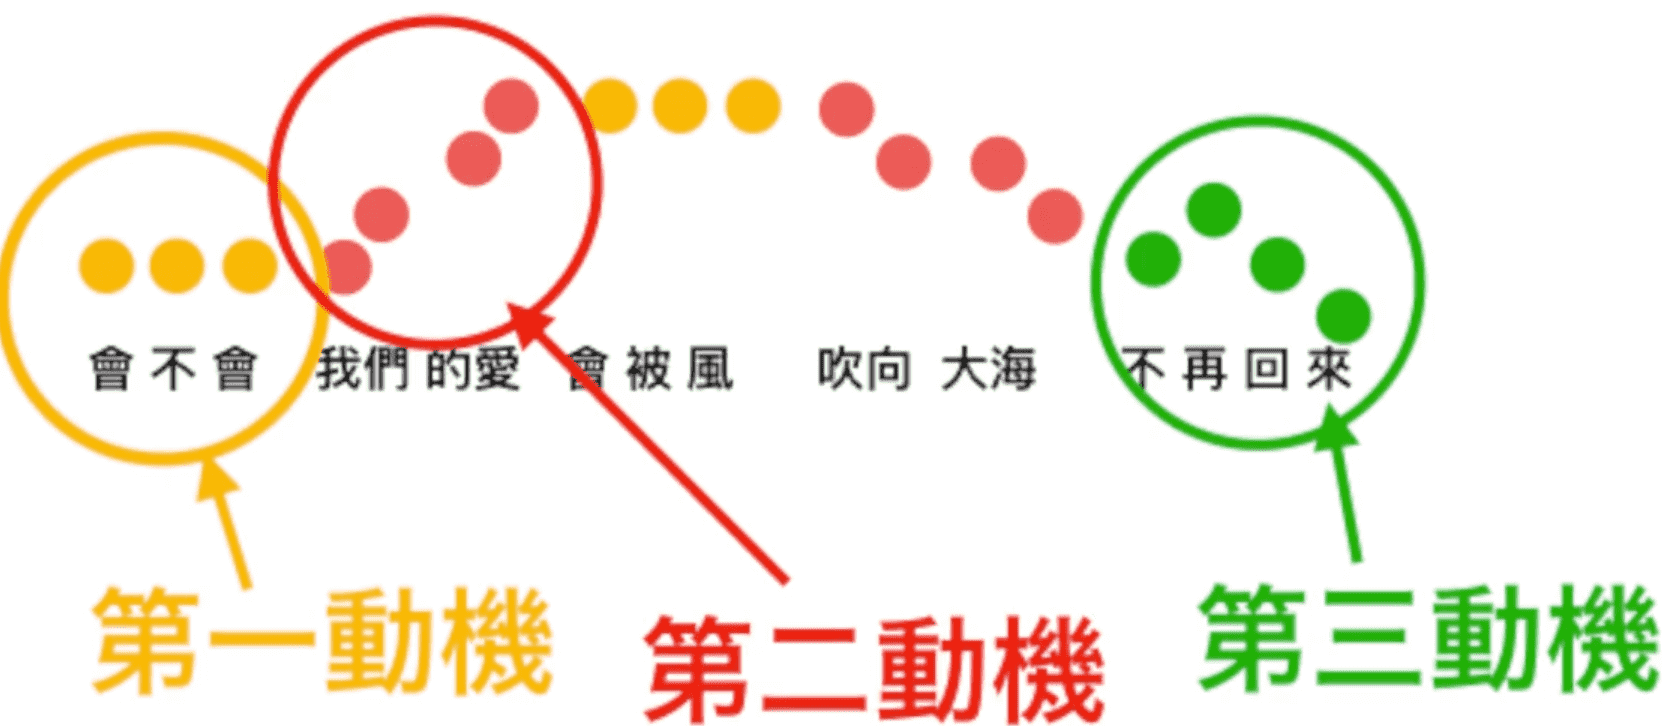 會不會 我們的愛 會被風 吹向大海 不再回來
第一動機
第二動機
第三動機